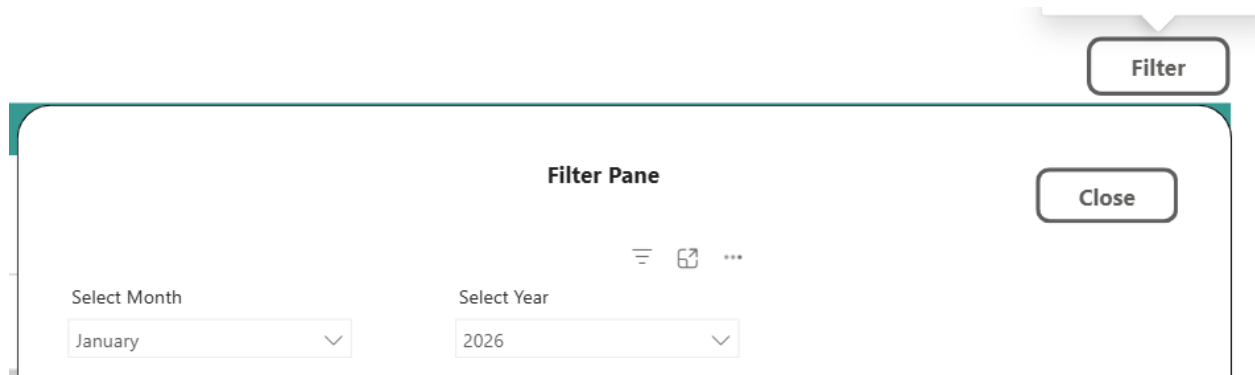 Filter
Filter Pane
Close
Select Month
Select Year
January
2026